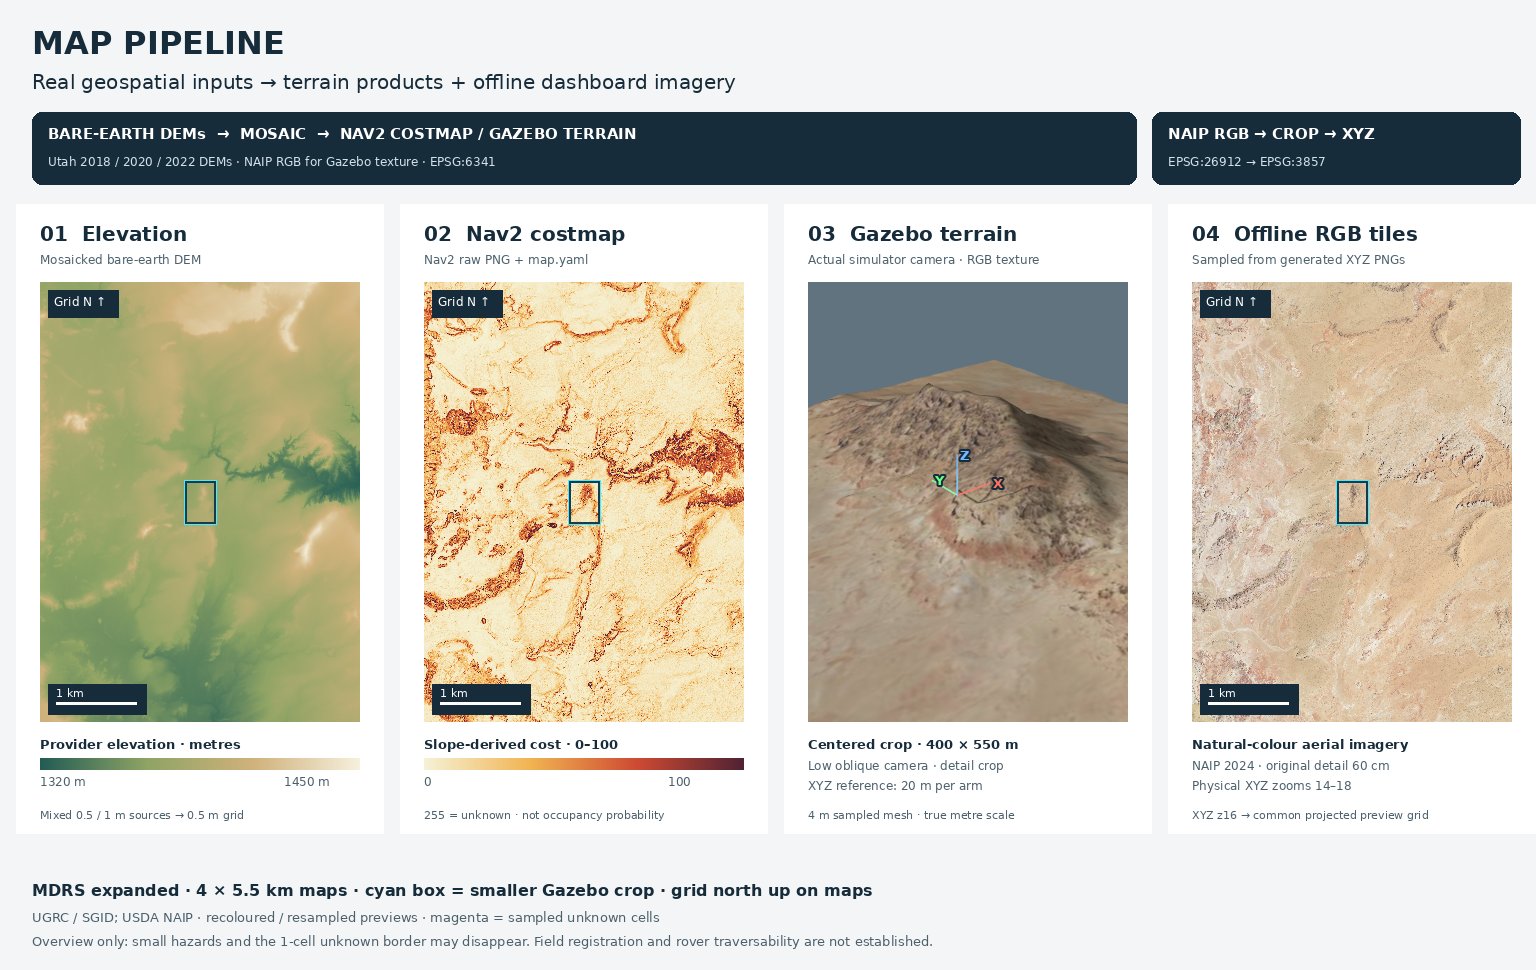 MAP PIPELINE
Real geospatial inputs → terrain products + offline dashboard imagery
BARE-EARTH DEMs → MOSAIC → NAV2 COSTMAP / GAZEBO TERRAIN
Utah 2018 / 2020 / 2022 DEMs · NAIP RGB for Gazebo texture · EPSG:6341
NAIP RGB → CROP → XYZ
EPSG:26912 → EPSG:3857
01 Elevation
Mosaicked bare-earth DEM
Grid N ↑
1 km
Provider elevation · metres
1320 m 1450 m
Mixed 0.5 / 1 m sources → 0.5 m grid
02 Nav2 costmap
Nav2 raw PNG + map.yaml
Grid N ↑
1 km
Slope-derived cost · 0–100
0 100
255 = unknown · not occupancy probability
03 Gazebo terrain
Actual simulator camera · RGB texture
Z
Y
X
Centered crop · 400 × 550 m
Low oblique camera · detail crop
XYZ reference: 20 m per arm
4 m sampled mesh · true metre scale
04 Offline RGB tiles
Sampled from generated XYZ PNGs
Grid N ↑
1 km
Natural-colour aerial imagery
NAIP 2024 · original detail 60 cm
Physical XYZ zooms 14–18
XYZ z16 → common projected preview grid
MDRS expanded · 4 × 5.5 km maps · cyan box = smaller Gazebo crop · grid north up on maps
UGRC / SGID; USDA NAIP · recoloured / resampled previews · magenta = sampled unknown cells
Overview only: small hazards and the 1-cell unknown border may disappear. Field registration and rover traversability are not established.